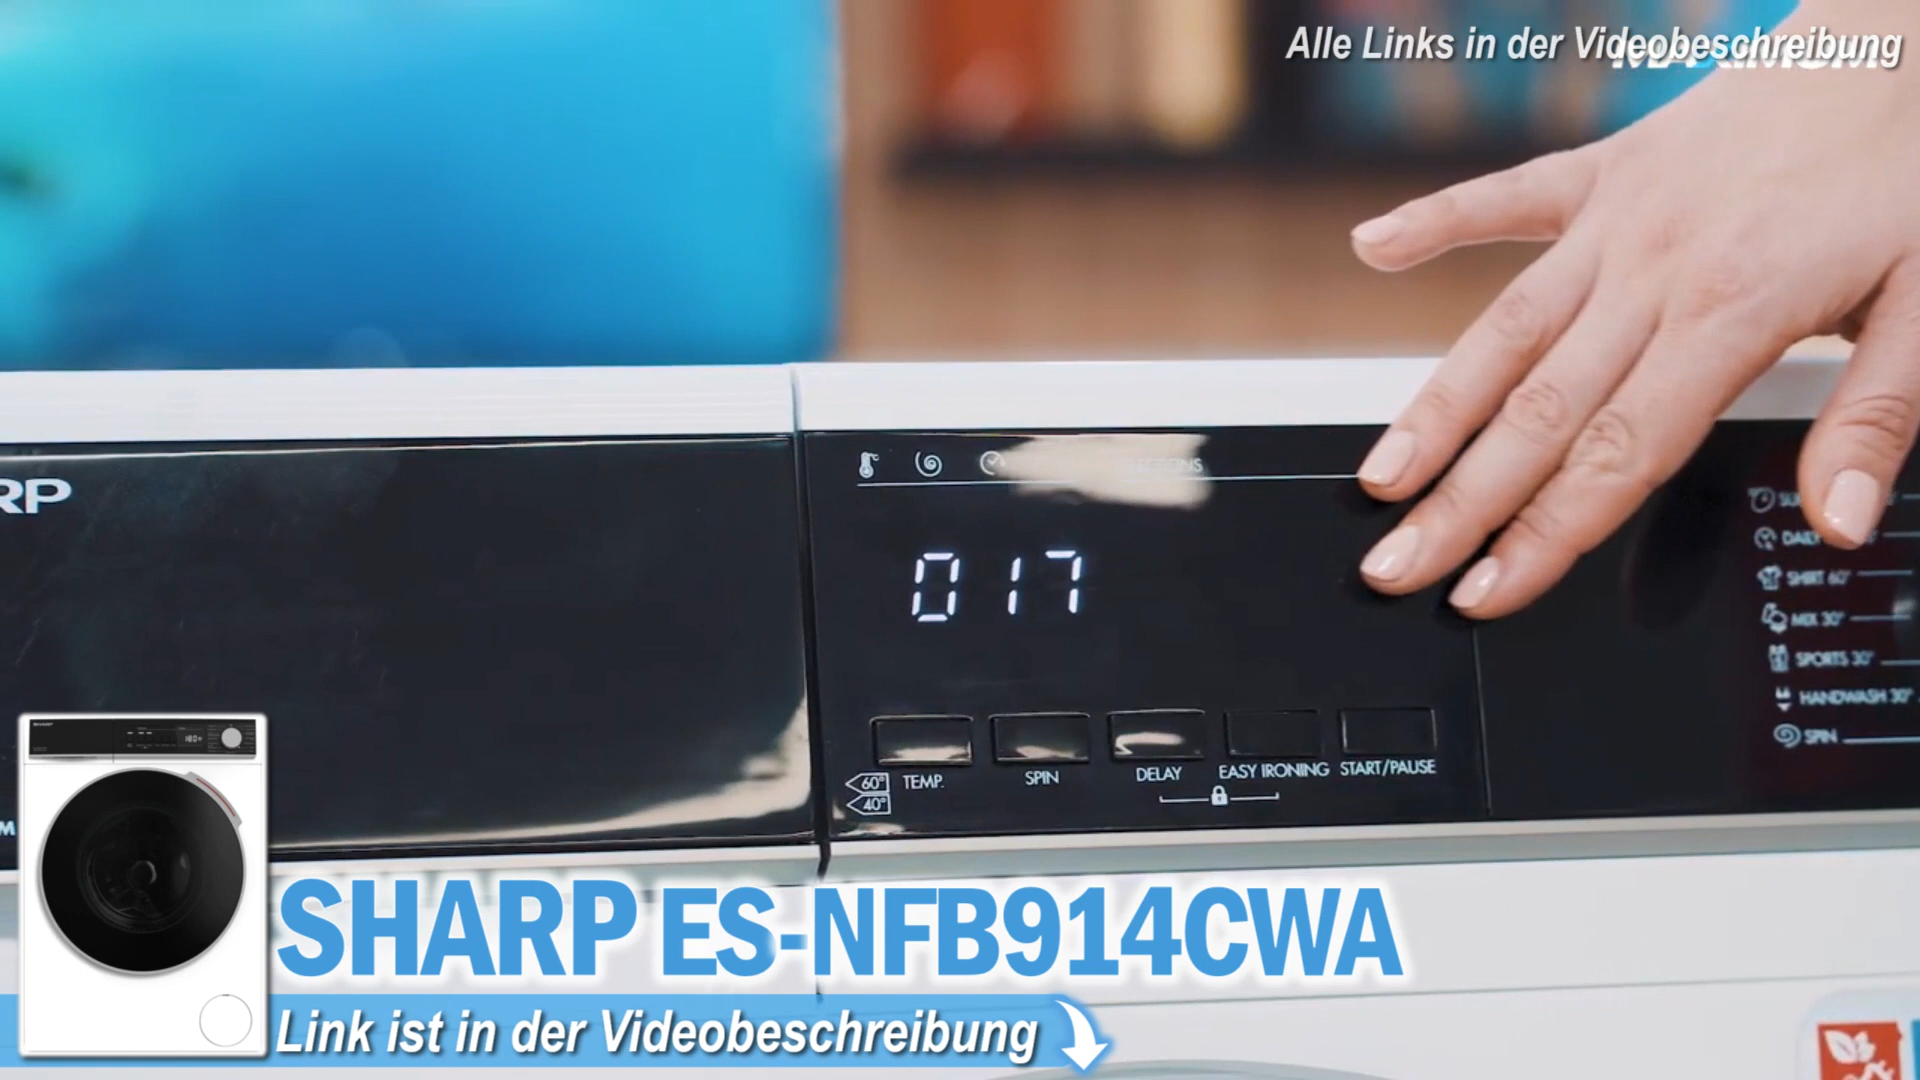 Alle Links in der Videobeschreibung
RP
017
DAILY
SHIRT 60°
MIX 30°
SPORTS 30°
HANDWASH 30°
SPIN
60°
40°
TEMP.
SPIN
DELAY
EASY IRONING
START/PAUSE
M
SHARP ES-NFB914CWA
Link ist in der Videobeschreibung